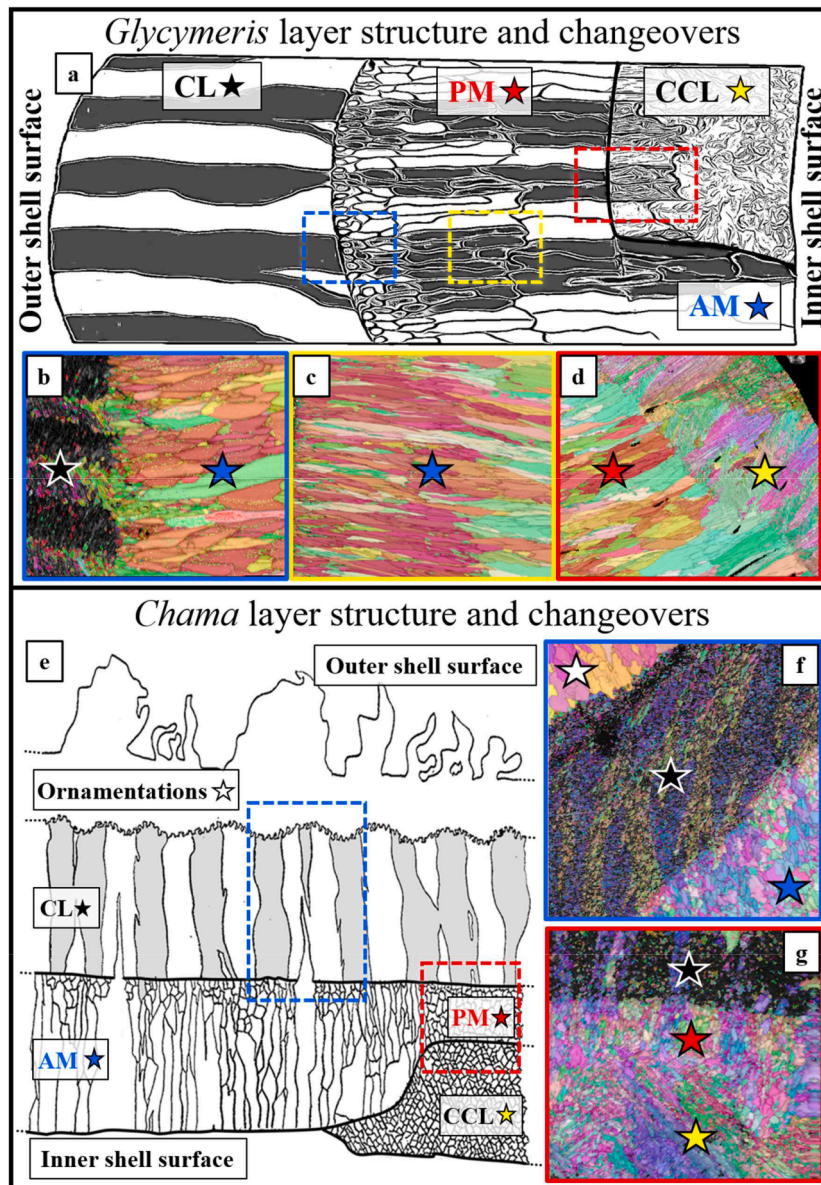 Glycymeris layer structure and changeovers
a
CL
PM
CCL
Outer shell surface
Inner shell surface
AM
b
c
d
Chama layer structure and changeovers
e
Outer shell surface
f
Ornamentations
CL
g
PM
AM
CCL
Inner shell surface